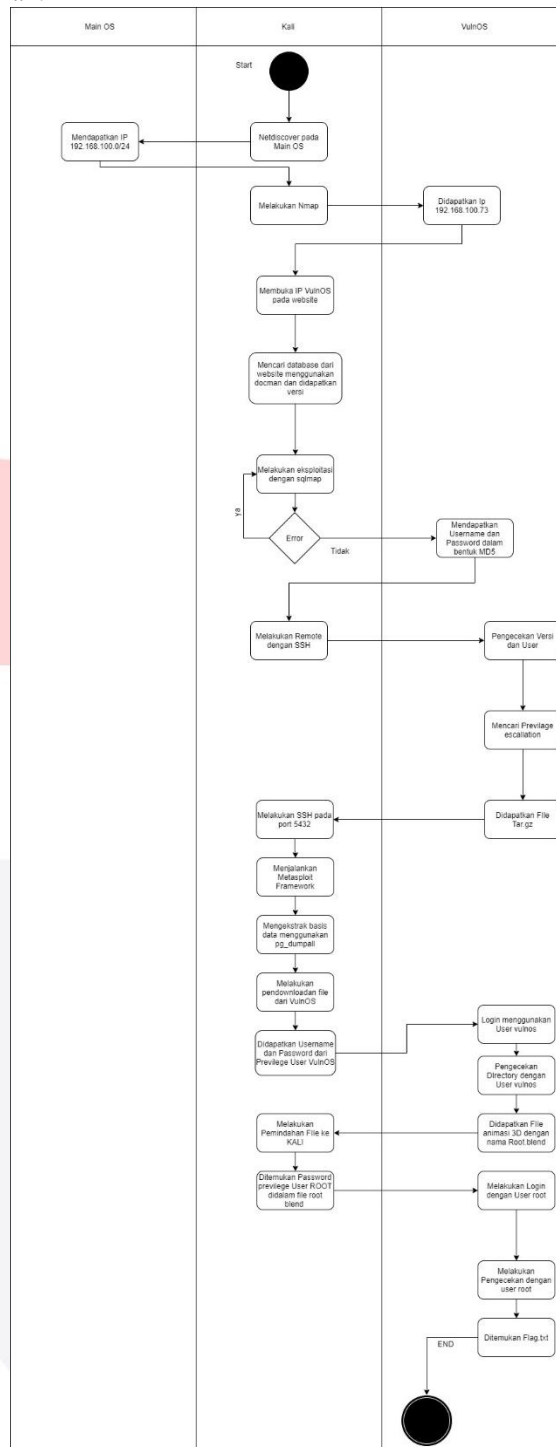 Main OS
Kali
VulnOS
Start
Netdiscover pada
Main OS
Mendapatkan IP
192.168.100.0/24
Melakukan Nmap
Didapatkan Ip
192.168.100.73
Membuka IP VulnOS
pada website
Mencari database dari
website menggunakan
docman dan didapatkan
versi
Melakukan eksploitasi
dengan sqlmap
ya
Error
Tidak
Mendapatkan
Username dan
Password dalam
bentuk MD5
Melakukan Remote
dengan SSH
Pengecekan Versi
dan User
Mencari Previlage
escallation
Didapatkan File
Tar.gz
Melakukan SSH pada
port 5432
Menjalankan
Metasploit
Framework
Mengekstrak basis
data menggunakan
pg_dumpall
Melakukan
pendownloadan file
dari VulnOS
Didapatkan Username
dan Password dari
Previlege User VulnOS
Login menggunakan
User vulnos
Pengecekan
Directory dengan
User vulnos
Didapatkan File
animasi 3D dengan
nama Root.blend
Melakukan
Pemindahan File ke
KALI
Ditemukan Password
previlege User ROOT
didalam file root
blend
Melakukan Login
dengan User root
Melakukan
Pengecekan dengan
user root
Ditemukan Flag.txt
END